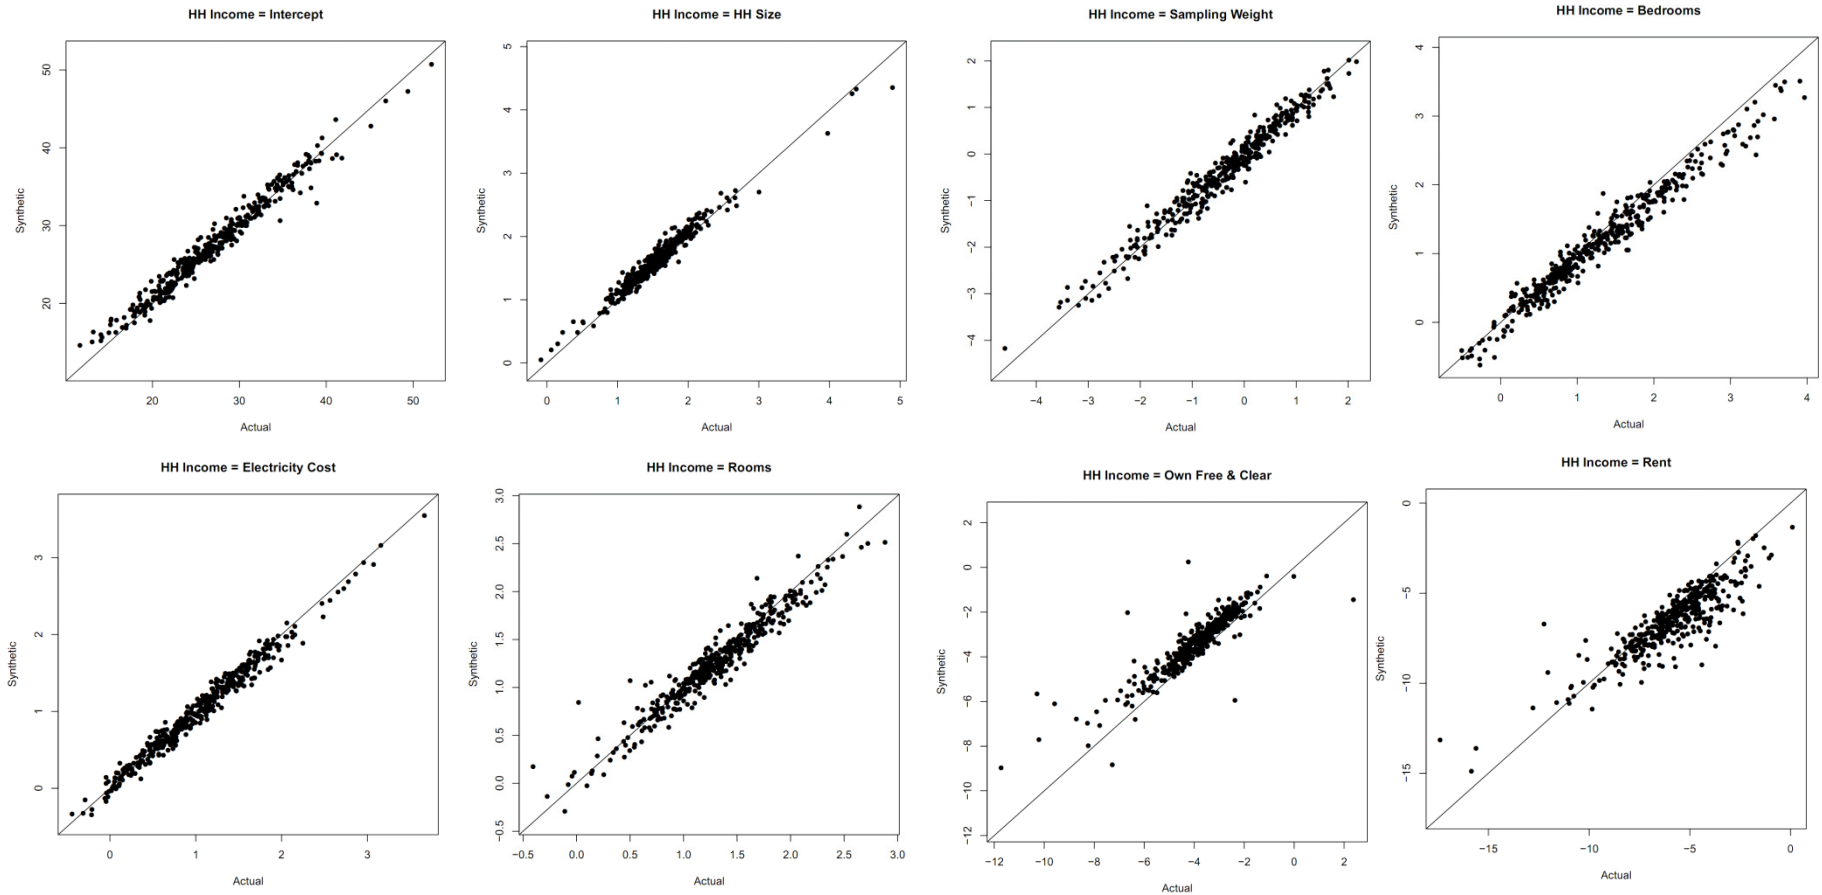 HH Income = Intercept
50
40
30
20
Synthetic
20 30 40 50
Actual
HH Income = HH Size
5
4
3
2
1
0
Synthetic
0 1 2 3 4 5
Actual
HH Income = Sampling Weight
2
1
0
−1
−2
−3
−4
Synthetic
−4 −3 −2 −1 0 1 2
Actual
HH Income = Bedrooms
4
3
2
1
0
Synthetic
0 1 2 3 4
Actual
HH Income = Electricity Cost
3
2
1
0
Synthetic
0 1 2 3
Actual
HH Income = Rooms
3.0
2.5
2.0
1.5
1.0
0.5
0.0
−0.5
Synthetic
−0.5 0.0 0.5 1.0 1.5 2.0 2.5 3.0
Actual
HH Income = Own Free & Clear
2
0
−2
−4
−6
−8
−10
−12
Synthetic
−12 −10 −8 −6 −4 −2 0 2
Actual
HH Income = Rent
0
−5
−10
−15
Synthetic
−15 −10 −5 0
Actual